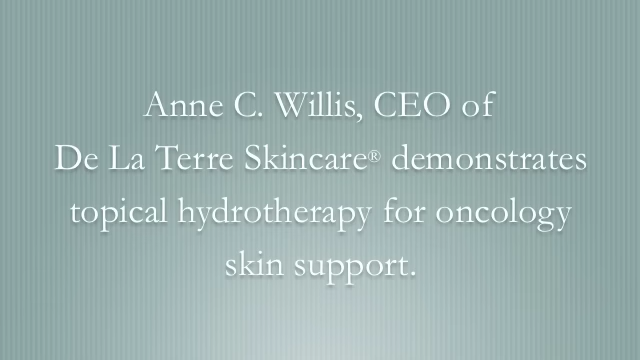 Anne C. Willis, CEO of
De La Terre Skincare® demonstrates
topical hydrotherapy for oncology
skin support.